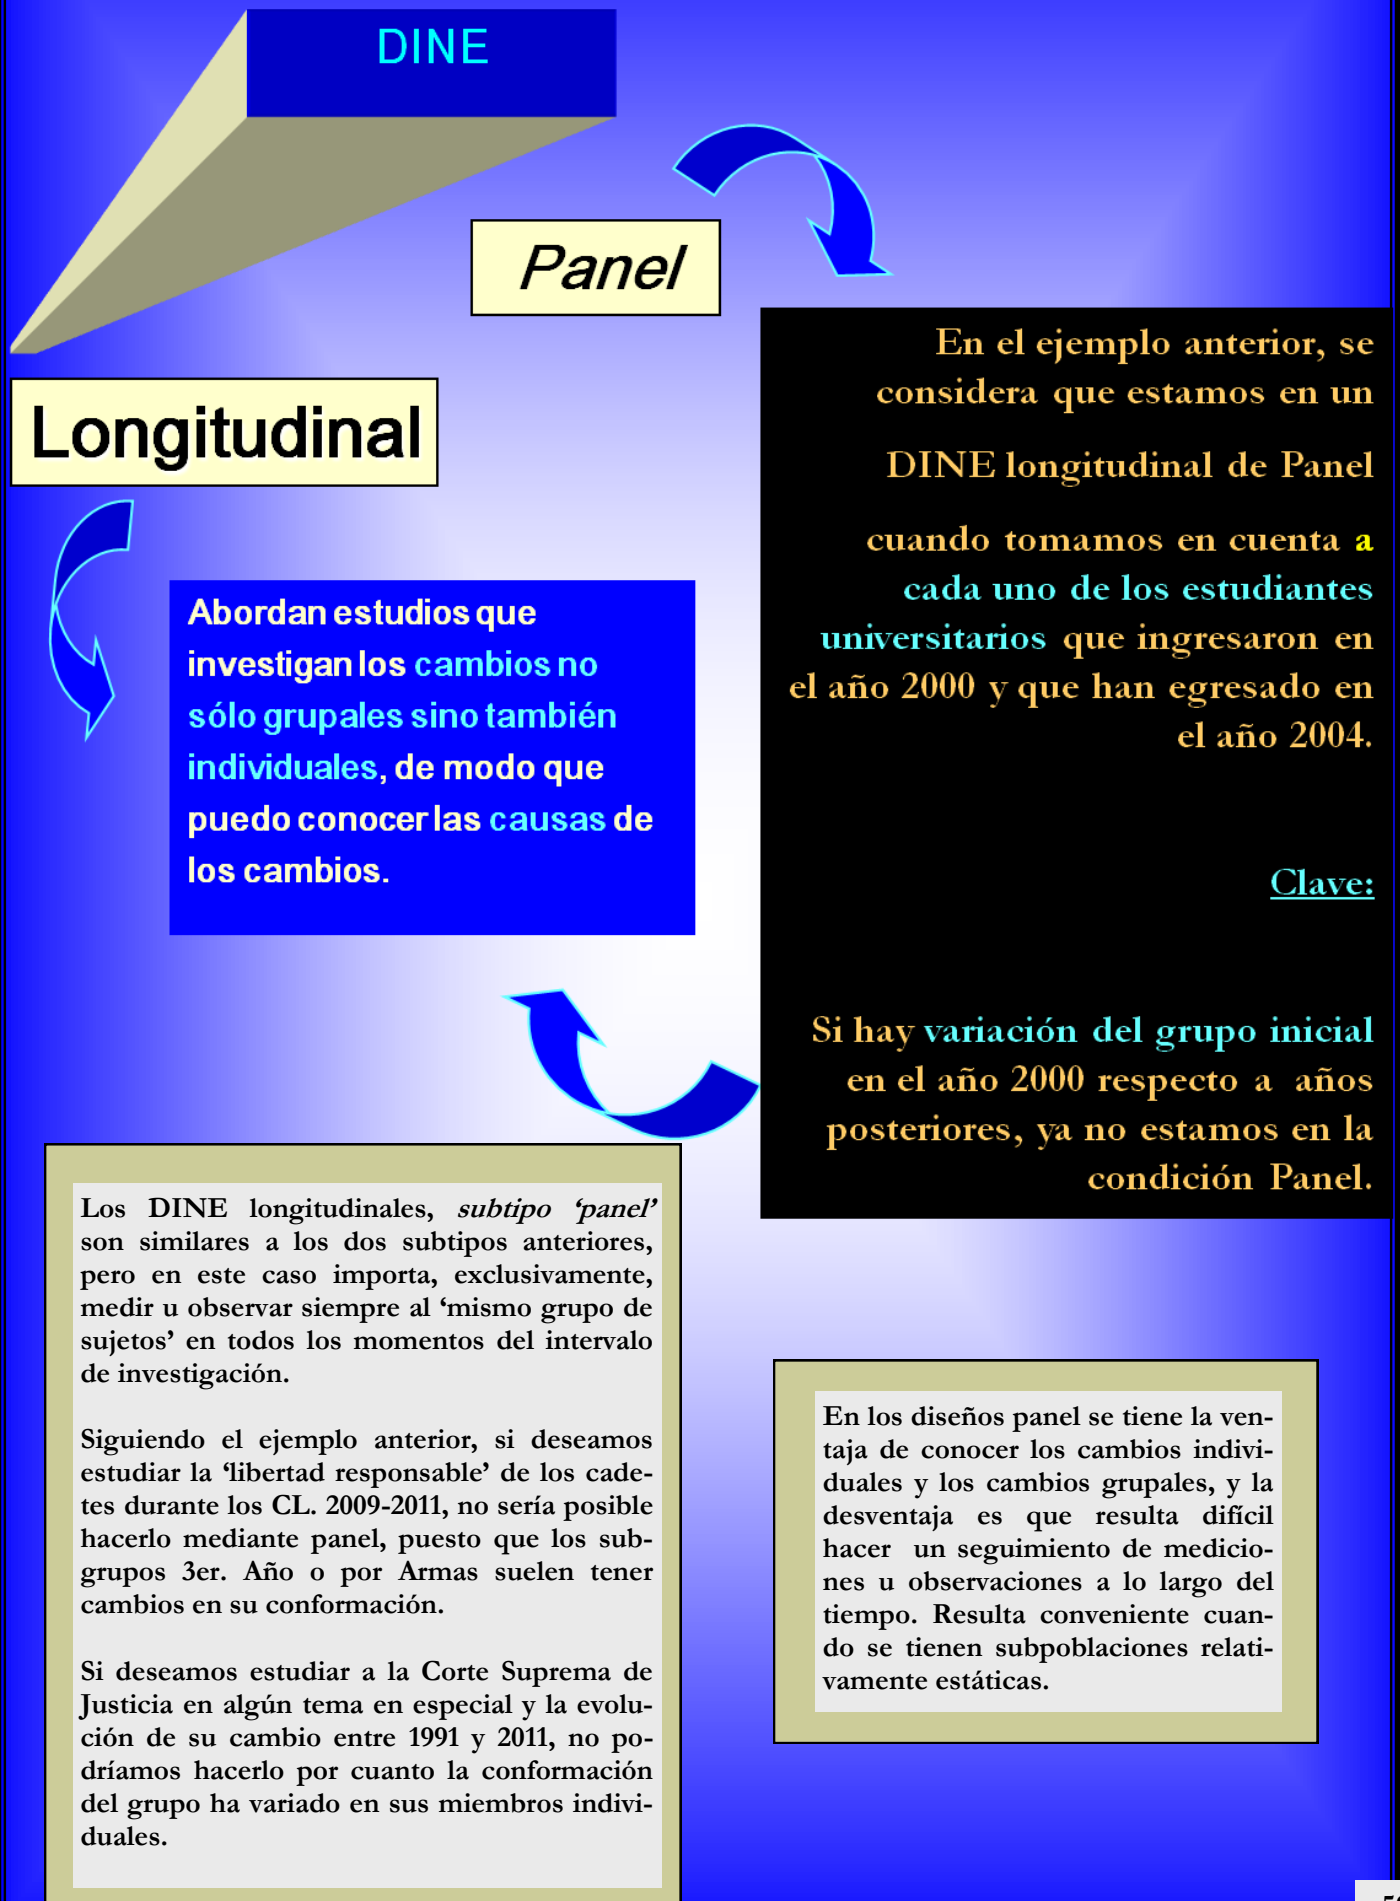 DINE
Panel
Longitudinal
En el ejemplo anterior, se
considera que estamos en un
DINE longitudinal de Panel
cuando tomamos en cuenta a
cada uno de los estudiantes
universitarios que ingresaron en
el año 2000 y que han egresado en
el año 2004.
Clave:
Si hay variación del grupo inicial
en el año 2000 respecto a años
posteriores, ya no estamos en la
condición Panel.
Abordan estudios que
investigan los cambios no
sólo grupales sino también
individuales, de modo que
puedo conocer las causas de
los cambios.
Los DINE longitudinales, subtipo ‘panel’
son similares a los dos subtipos anteriores,
pero en este caso importa, exclusivamente,
medir u observar siempre al ‘mismo grupo de
sujetos’ en todos los momentos del intervalo
de investigación.
Siguiendo el ejemplo anterior, si deseamos
estudiar la ‘libertad responsable’ de los cade-
tes durante los CL. 2009-2011, no sería posible
hacerlo mediante panel, puesto que los sub-
grupos 3er. Año o por Armas suelen tener
cambios en su conformación.
Si deseamos estudiar a la Corte Suprema de
Justicia en algún tema en especial y la evolu-
ción de su cambio entre 1991 y 2011, no po-
dríamos hacerlo por cuanto la conformación
del grupo ha variado en sus miembros indivi-
duales.
En los diseños panel se tiene la ven-
taja de conocer los cambios indivi-
duales y los cambios grupales, y la
desventaja es que resulta difícil
hacer un seguimiento de medicio-
nes u observaciones a lo largo del
tiempo. Resulta conveniente cuan-
do se tienen subpoblaciones relati-
vamente estáticas.